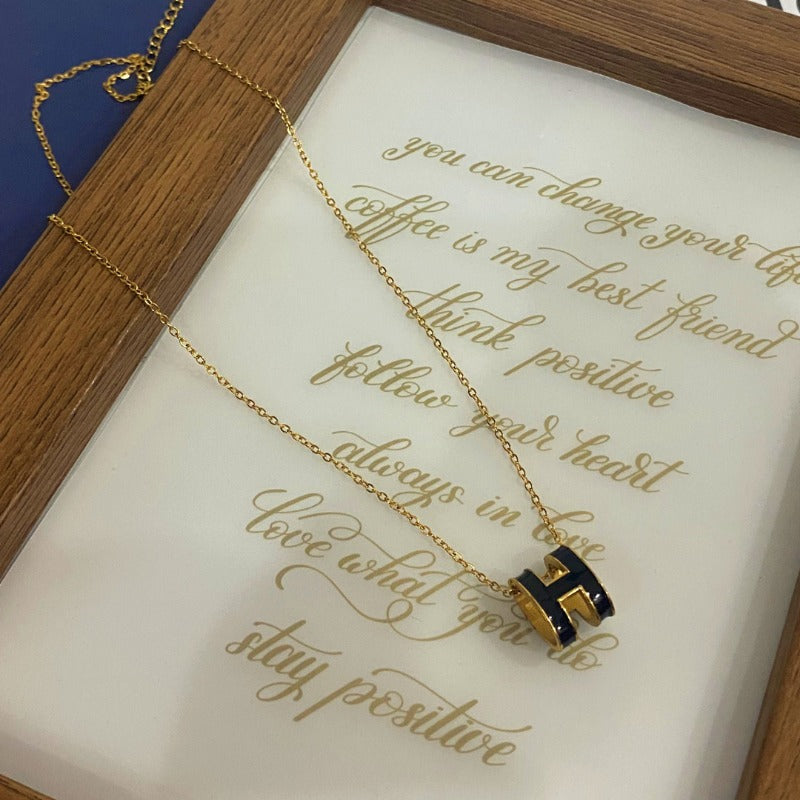 you can change your life
coffee is my best friend
think positive
follow your heart
always in love
love what you do
stay positive
H